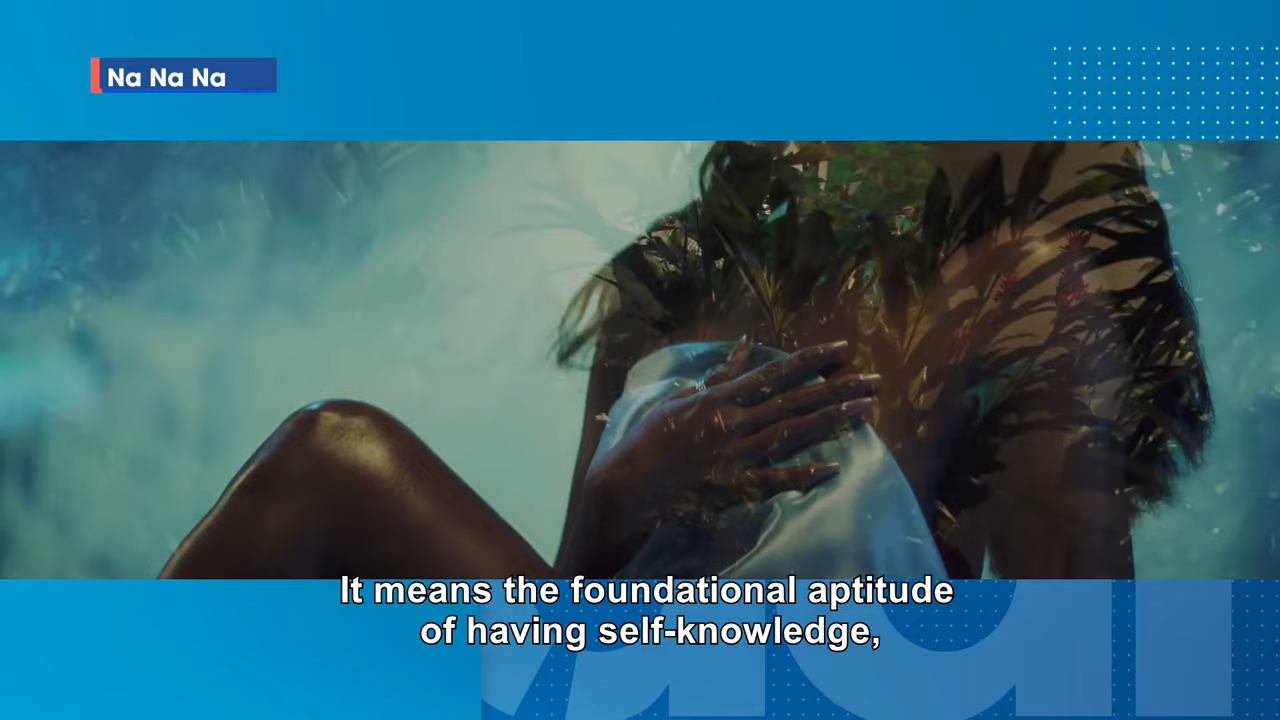 Na Na Na
It means the foundational aptitude
of having self-knowledge,